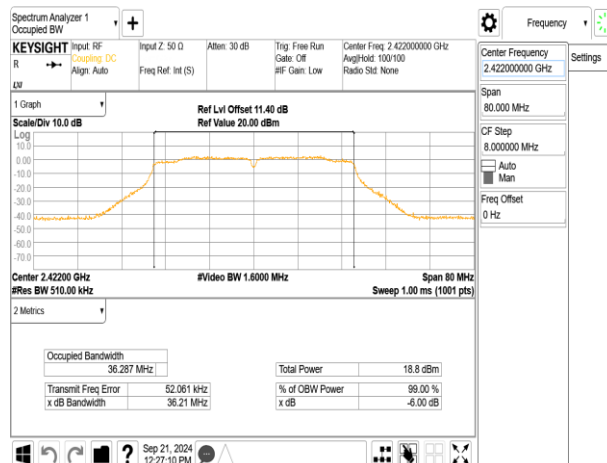 Spectrum Analyzer 1
Occupied BW
Frequency
KEYSIGHT
R
Input: RF
Coupling: DC
Align: Auto
Input Z: 50 Ω
Freq Ref: Int (S)
Atten: 30 dB
Trig: Free Run
Gate: Off
#IF Gain: Low
Center Freq: 2.422000000 GHz
Avg|Hold: 100/100
Radio Std: None
LXI
Center Frequency
2.422000000 GHz
Settings
Span
80.000 MHz
CF Step
8.000000 MHz
Auto
Man
Freq Offset
0 Hz
1 Graph
Scale/Div 10.0 dB
Ref Lvl Offset 11.40 dB
Ref Value 20.00 dBm
Log
10.0
0.00
-10.0
-20.0
-30.0
-40.0
-50.0
-60.0
-70.0
Center 2.42200 GHz
#Res BW 510.00 kHz
#Video BW 1.6000 MHz
Span 80 MHz
Sweep 1.00 ms (1001 pts)
2 Metrics
Occupied Bandwidth
36.287 MHz
Transmit Freq Error 52.061 kHz
x dB Bandwidth 36.21 MHz
Total Power 18.8 dBm
% of OBW Power 99.00 %
x dB -6.00 dB
?
Sep 21, 2024
12:27:10 PM